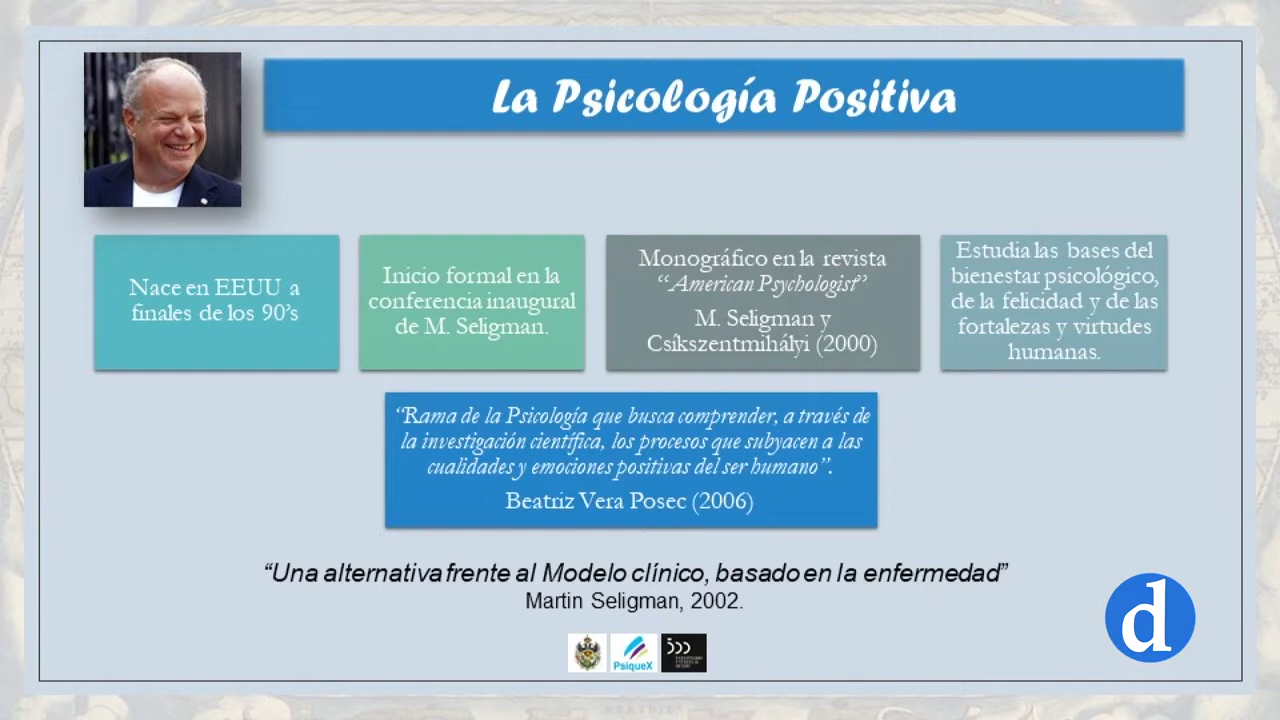 La Psicología Positiva
Nace en EEUU a
finales de los 90’s
Inicio formal en la
conferencia inaugural
de M. Seligman.
Monográfico en la revista
“American Psychologist”
M. Seligman y
Csíkszentmihályi (2000)
Estudia las bases del
bienestar psicológico,
de la felicidad y de las
fortalezas y virtudes
humanas.
“Rama de la Psicología que busca comprender, a través de
la investigación científica, los procesos que subyacen a las
cualidades y emociones positivas del ser humano”.
Beatriz Vera Posec (2006)
“Una alternativa frente al Modelo clínico, basado en la enfermedad”
Martin Seligman, 2002.
PsiqueX
d